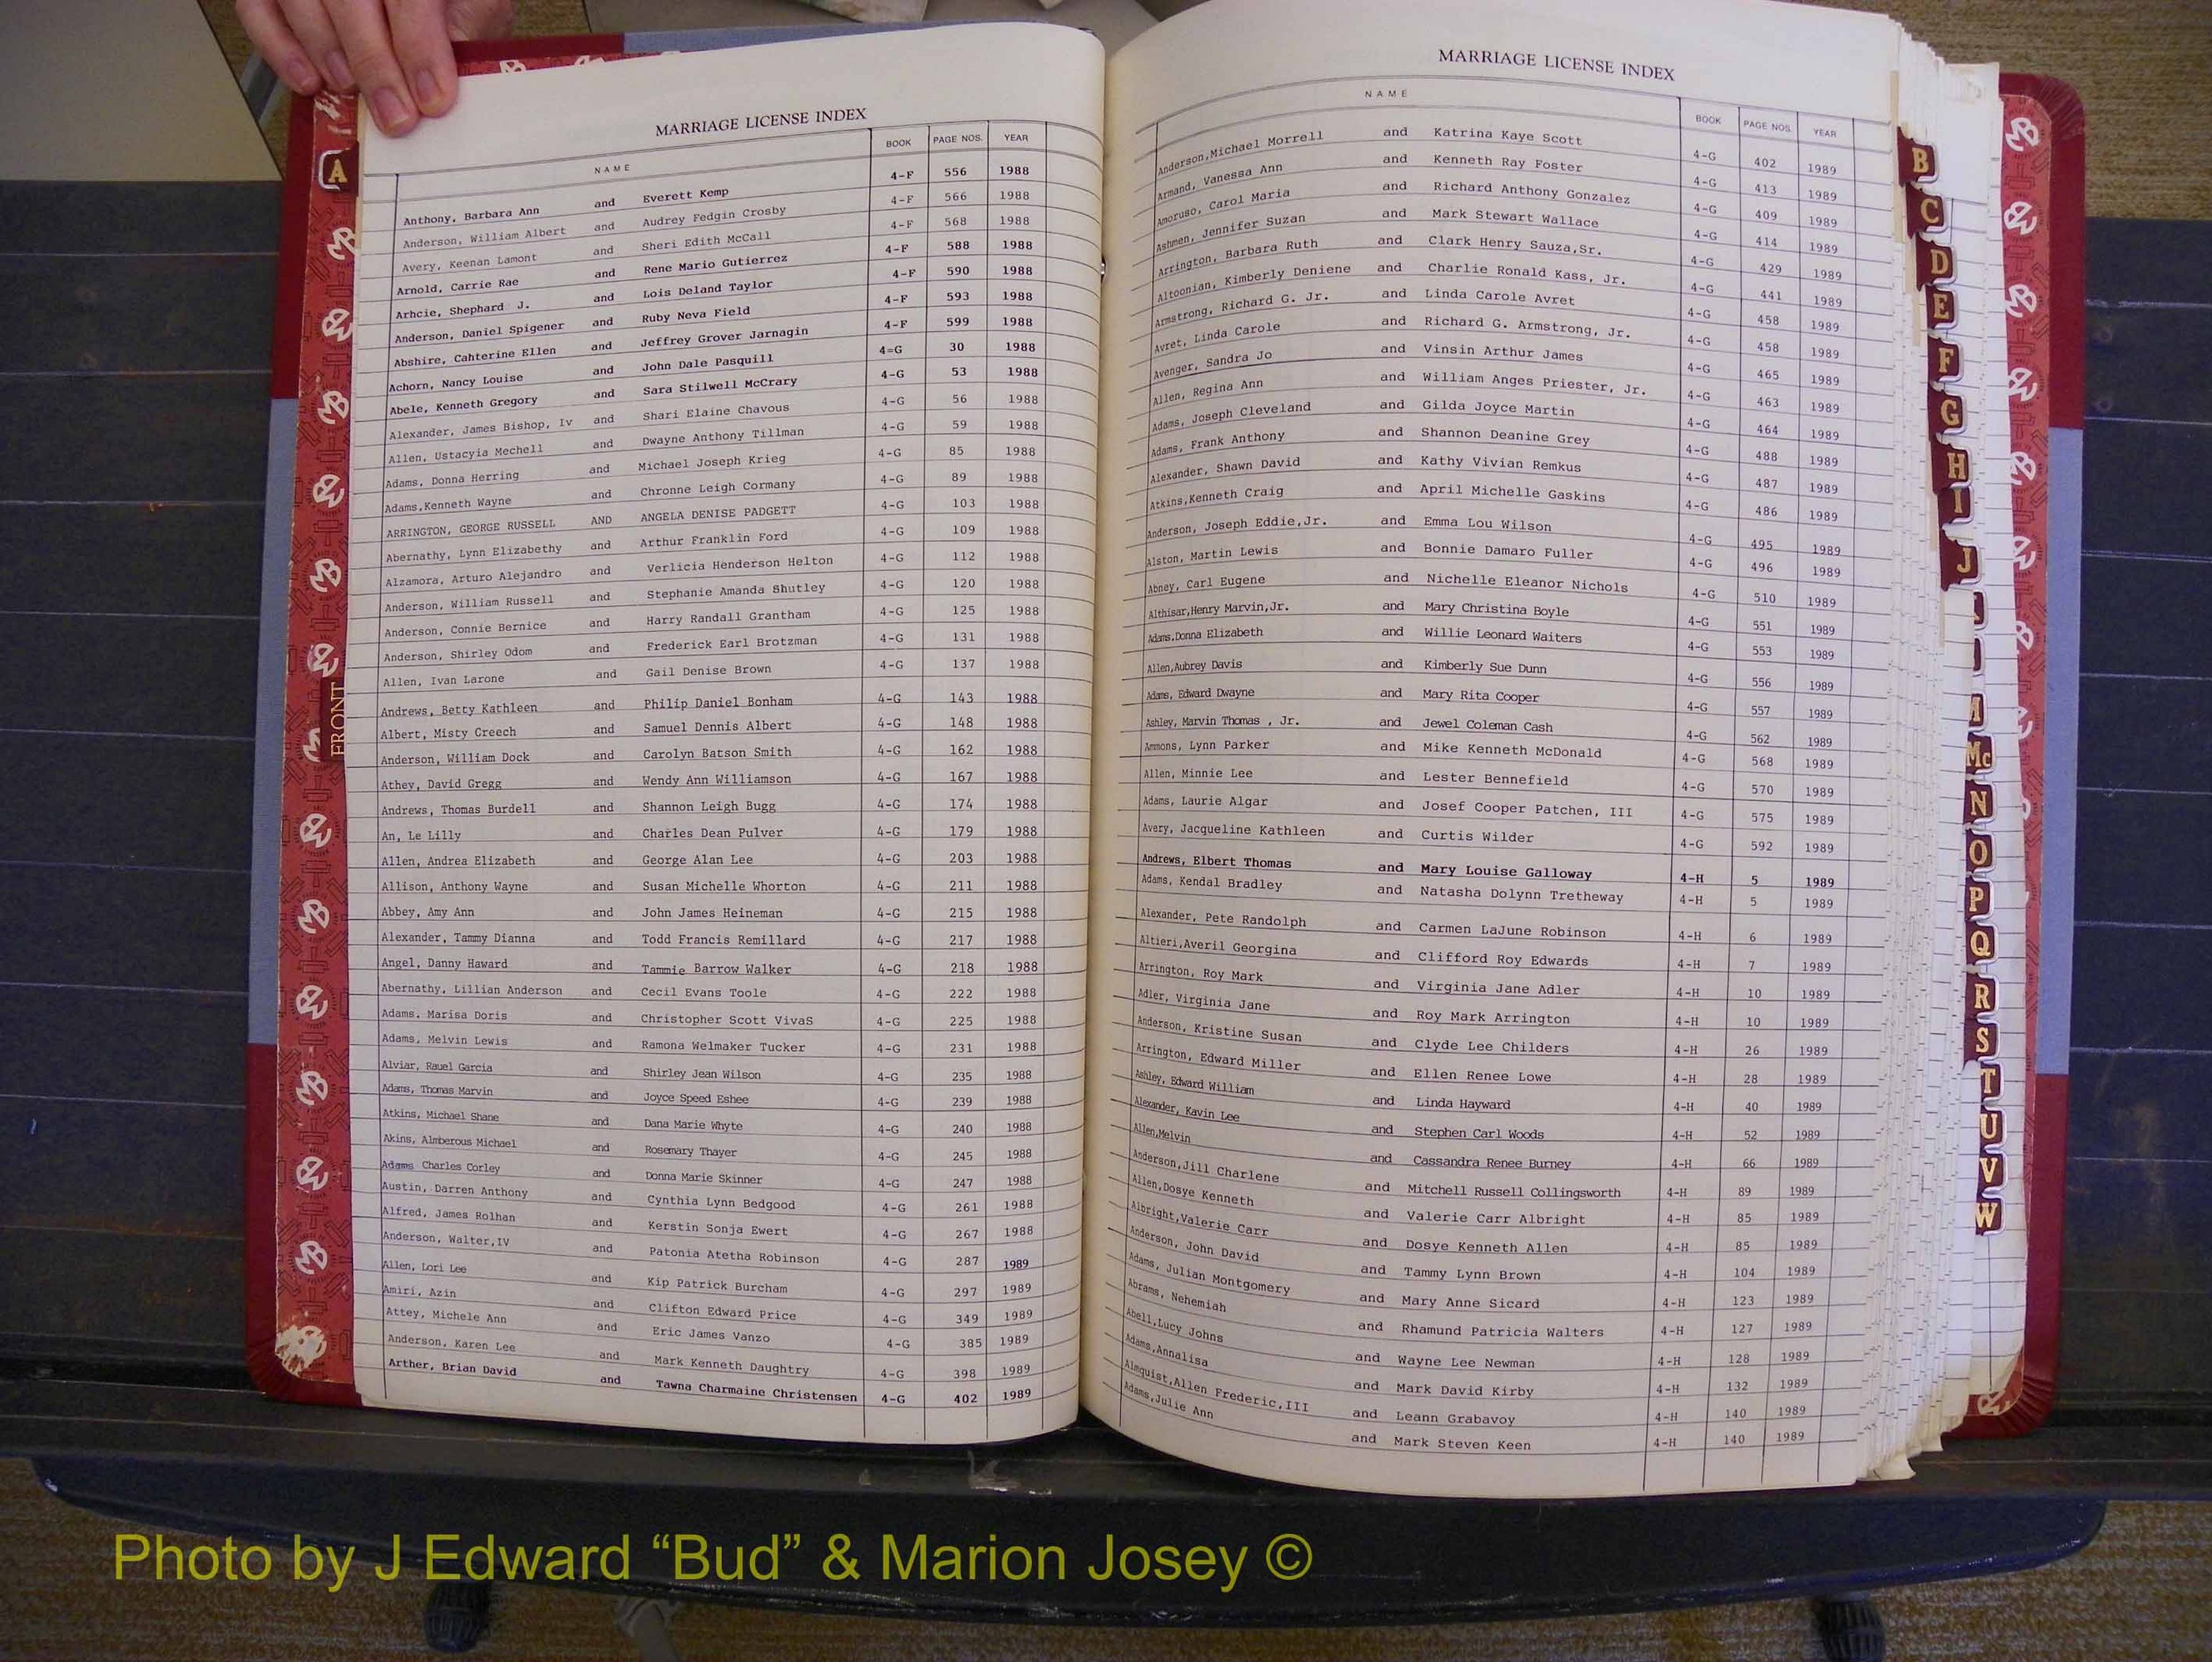 MARRIAGE LICENSE INDEX
NAME BOOK PAGE NOS. YEAR
Anthony, Barbara Ann and Everett Kemp 4-F 556 1988
Anderson, William Albert and Audrey Fedgin Crosby 4-F 566 1988
Avery, Keenan Lamont and Sheri Edith McCall 4-F 568 1988
Arnold, Carrie Rae and Rene Mario Gutierrez 4-F 588 1988
Arhcie, Shephard J. and Lois Deland Taylor 4-F 590 1988
Anderson, Daniel Spigener and Ruby Neva Field 4-F 593 1988
Abshire, Cahterine Ellen and Jeffrey Grover Jarnagin 4-F 599 1988
Achorn, Nancy Louise and John Dale Pasquill 4=G 30 1988
Abele, Kenneth Gregory and Sara Stilwell McCrary 4-G 53 1988
Alexander, James Bishop, Iv and Shari Elaine Chavous 4-G 56 1988
Allen, Ustacyia Mechell and Dwayne Anthony Tillman 4-G 59 1988
Adams, Donna Herring and Michael Joseph Krieg 4-G 85 1988
Adams,Kenneth Wayne and Chronne Leigh Cormany 4-G 89 1988
ARRINGTON, GEORGE RUSSELL AND ANGELA DENISE PADGETT 4-G 103 1988
Abernathy, Lynn Elizabethy and Arthur Franklin Ford 4-G 109 1988
Alzamora, Arturo Alejandro and Verlicia Henderson Helton 4-G 112 1988
Anderson, William Russell and Stephanie Amanda Shutley 4-G 120 1988
Anderson, Connie Bernice and Harry Randall Grantham 4-G 125 1988
Anderson, Shirley Odom and Frederick Earl Brotzman 4-G 131 1988
Allen, Ivan Larone and Gail Denise Brown 4-G 137 1988
Andrews, Betty Kathleen and Philip Daniel Bonham 4-G 143 1988
Albert, Misty Creech and Samuel Dennis Albert 4-G 148 1988
Anderson, William Dock and Carolyn Batson Smith 4-G 162 1988
Athey, David Gregg and Wendy Ann Williamson 4-G 167 1988
Andrews, Thomas Burdell and Shannon Leigh Bugg 4-G 174 1988
An, Le Lilly and Charles Dean Pulver 4-G 179 1988
Allen, Andrea Elizabeth and George Alan Lee 4-G 203 1988
Allison, Anthony Wayne and Susan Michelle Whorton 4-G 211 1988
Abbey, Amy Ann and John James Heineman 4-G 215 1988
Alexander, Tammy Dianna and Todd Francis Remillard 4-G 217 1988
Angel, Danny Haward and Tammie Barrow Walker 4-G 218 1988
Abernathy, Lillian Anderson and Cecil Evans Toole 4-G 222 1988
Adams. Marisa Doris and Christopher Scott VivaS 4-G 225 1988
Adams, Melvin Lewis and Ramona Welmaker Tucker 4-G 231 1988
Alviar, Rauel Garcia and Shirley Jean Wilson 4-G 235 1988
Adams, Thomas Marvin and Joyce Speed Eshee 4-G 239 1988
Atkins, Michael Shane and Dana Marie Whyte 4-G 240 1988
Akins, Almberous Michael and Rosemary Thayer 4-G 245 1988
Adams Charles Corley and Donna Marie Skinner 4-G 247 1988
Austin, Darren Anthony and Cynthia Lynn Bedgood 4-G 261 1988
Alfred, James Rolhan and Kerstin Sonja Ewert 4-G 267 1988
Anderson, Walter,IV and Patonia Atetha Robinson 4-G 287 1989
Allen, Lori Lee and Kip Patrick Burcham 4-G 297 1989
Amiri, Azin and Clifton Edward Price 4-G 349 1989
Attey, Michele Ann and Eric James Vanzo 4-G 385 1989
Anderson, Karen Lee and Mark Kenneth Daughtry 4-G 398 1989
Arther, Brian David and Tawna Charmaine Christensen 4-G 402 1989
A
FRONT
MARRIAGE LICENSE INDEX
NAME BOOK PAGE NOS. YEAR
Anderson,Michael Morrell and Katrina Kaye Scott 4-G 402 1989
Armand, Vanessa Ann and Kenneth Ray Foster 4-G 413 1989
Amoruso, Carol Maria and Richard Anthony Gonzalez 4-G 409 1989
Ashmen, Jennifer Suzan and Mark Stewart Wallace 4-G 414 1989
Arrington, Barbara Ruth and Clark Henry Sauza,Sr. 4-G 429 1989
Altoonian, Kimberly Deniene and Charlie Ronald Kass, Jr. 4-G 441 1989
Armstrong, Richard G. Jr. and Linda Carole Avret 4-G 458 1989
Avret, Linda Carole and Richard G. Armstrong, Jr. 4-G 458 1989
Avenger, Sandra Jo and Vinsin Arthur James 4-G 465 1989
Allen, Regina Ann and William Anges Priester, Jr. 4-G 463 1989
Adams, Joseph Cleveland and Gilda Joyce Martin 4-G 464 1989
Adams, Frank Anthony and Shannon Deanine Grey 4-G 488 1989
Alexander, Shawn David and Kathy Vivian Remkus 4-G 487 1989
Atkins,Kenneth Craig and April Michelle Gaskins 4-G 486 1989
Anderson, Joseph Eddie,Jr. and Emma Lou Wilson 4-G 495 1989
Alston, Martin Lewis and Bonnie Damaro Fuller 4-G 496 1989
Abney, Carl Eugene and Nichelle Eleanor Nichols 4-G 510 1989
Althisar,Henry Marvin,Jr. and Mary Christina Boyle 4-G 551 1989
Adams,Donna Elizabeth and Willie Leonard Waiters 4-G 553 1989
Allen,Aubrey Davis and Kimberly Sue Dunn 4-G 556 1989
Adams, Edward Dwayne and Mary Rita Cooper 4-G 557 1989
Ashley, Marvin Thomas , Jr. and Jewel Coleman Cash 4-G 562 1989
Ammons, Lynn Parker and Mike Kenneth McDonald 4-G 568 1989
Allen, Minnie Lee and Lester Bennefield 4-G 570 1989
Adams, Laurie Algar and Josef Cooper Patchen, III 4-G 575 1989
Avery, Jacqueline Kathleen and Curtis Wilder 4-G 592 1989
Andrews, Elbert Thomas and Mary Louise Galloway 4-H 5 1989
Adams, Kendal Bradley and Natasha Dolynn Tretheway 4-H 5 1989
Alexander, Pete Randolph and Carmen LaJune Robinson 4-H 6 1989
Altieri,Averil Georgina and Clifford Roy Edwards 4-H 7 1989
Arrington, Roy Mark and Virginia Jane Adler 4-H 10 1989
Adler, Virginia Jane and Roy Mark Arrington 4-H 10 1989
Anderson, Kristine Susan and Clyde Lee Childers 4-H 26 1989
Arrington, Edward Miller and Ellen Renee Lowe 4-H 28 1989
Ashley, Edward William and Linda Hayward 4-H 40 1989
Alexander, Kavin Lee and Stephen Carl Woods 4-H 52 1989
Allen,Melvin and Cassandra Renee Burney 4-H 66 1989
Anderson,Jill Charlene and Mitchell Russell Collingsworth 4-H 89 1989
Allen,Dosye Kenneth and Valerie Carr Albright 4-H 85 1989
Albright,Valerie Carr and Dosye Kenneth Allen 4-H 85 1989
Anderson, John David and Tammy Lynn Brown 4-H 104 1989
Adams, Julian Montgomery and Mary Anne Sicard 4-H 123 1989
Abrams, Nehemiah and Rhamund Patricia Walters 4-H 127 1989
Abell,Lucy Johns and Wayne Lee Newman 4-H 128 1989
Adams,Annalisa and Mark David Kirby 4-H 132 1989
Almquist,Allen Frederic,III and Leann Grabavoy 4-H 140 1989
Adams,Julie Ann and Mark Steven Keen 4-H 140 1989
B
C
D
E
F
G
H
I
J
Mc
N
O
P
Q
R
S
T
U
V
W
Photo by J Edward “Bud” & Marion Josey ©